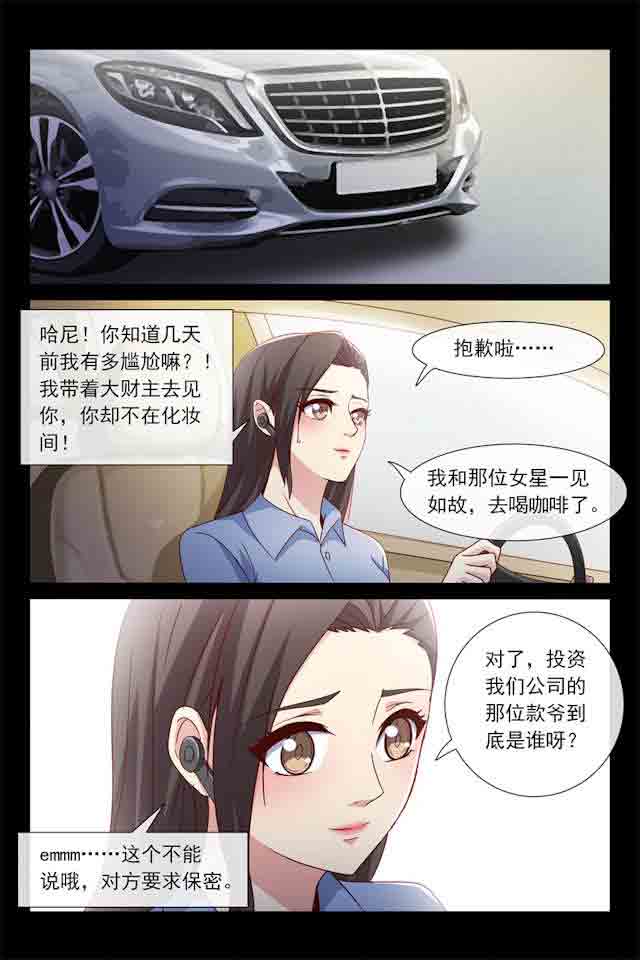 哈尼！你知道几天
前我有多尴尬嘛？！
我带着大财主去见
你，你却不在化妆
间！
抱歉啦……
我和那位女星一见
如故，去喝咖啡了。
对了，投资
我们公司的
那位款爷到
底是谁呀？
emmm……这个不能
说哦，对方要求保密。